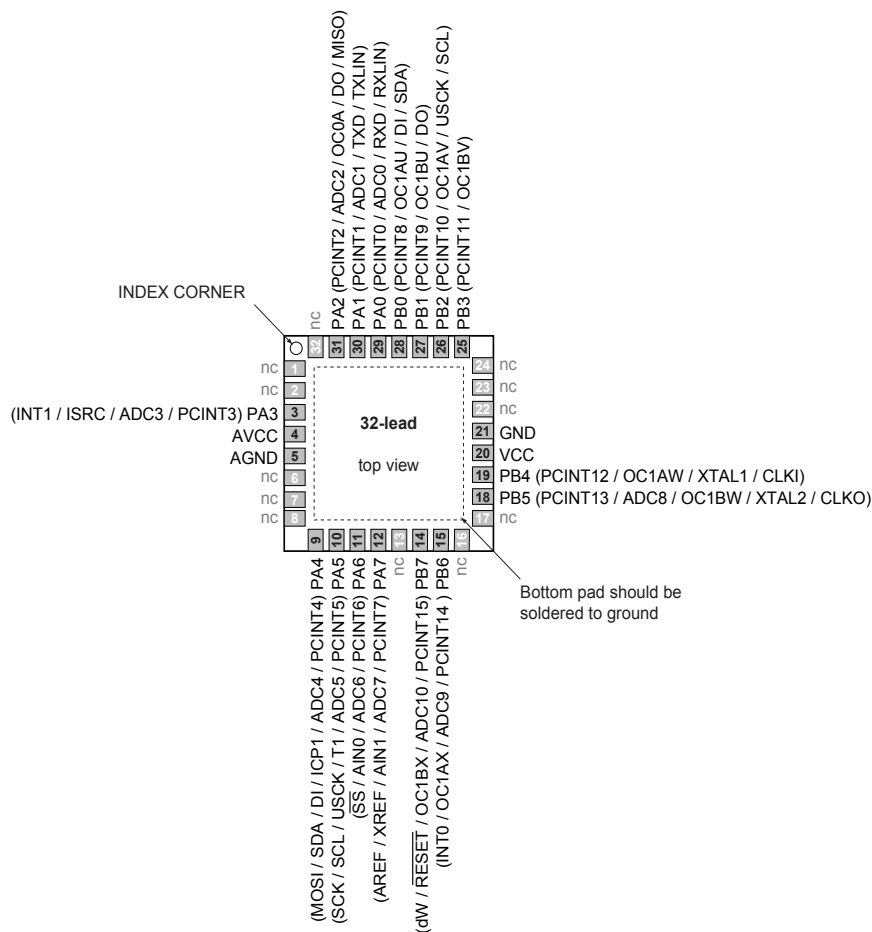 PA2 (PCINT2 / ADC2 / OC0A / DO / MISO)
PA1 (PCINT1 / ADC1 / TXD / TXLIN)
PA0 (PCINT0 / ADC0 / RXD / RXLIN)
PB0 (PCINT8 / OC1AU / DI / SDA)
PB1 (PCINT9 / OC1BU / DO)
PB2 (PCINT10 / OC1AV / USCK / SCL)
PB3 (PCINT11 / OC1BV)
INDEX CORNER
nc
32 31 30 29 28 27 26 25
nc 1
nc 2
(INT1 / ISRC / ADC3 / PCINT3) PA3 3
AVCC 4
AGND 5
nc 6
nc 7
nc 8
32-lead
top view
24 nc
23 nc
22 nc
21 GND
20 VCC
19 PB4 (PCINT12 / OC1AW / XTAL1 / CLKI)
18 PB5 (PCINT13 / ADC8 / OC1BW / XTAL2 / CLKO)
17 nc
9 10 11 12 13 14 15 16
(MOSI / SDA / DI / ICP1 / ADC4 / PCINT4) PA4
(SCK / SCL / USCK / T1 / ADC5 / PCINT5) PA5
(SS / AIN0 / ADC6 / PCINT6) PA6
(AREF / XREF / AIN1 / ADC7 / PCINT7) PA7
nc
(dW / RESET / OC1BX / ADC10 / PCINT15) PB7
(INT0 / OC1AX / ADC9 / PCINT14 ) PB6
nc
Bottom pad should be
soldered to ground